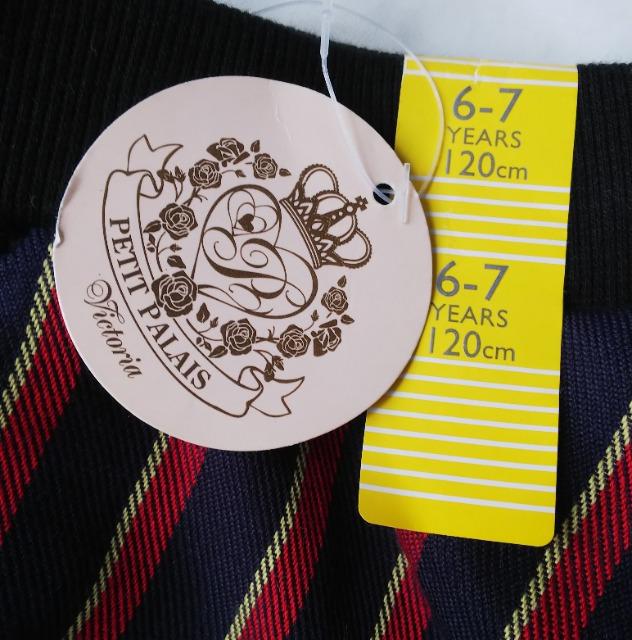 PETIT PALAIS
Victoria
6-7
YEARS
120cm
6-7
YEARS
120cm